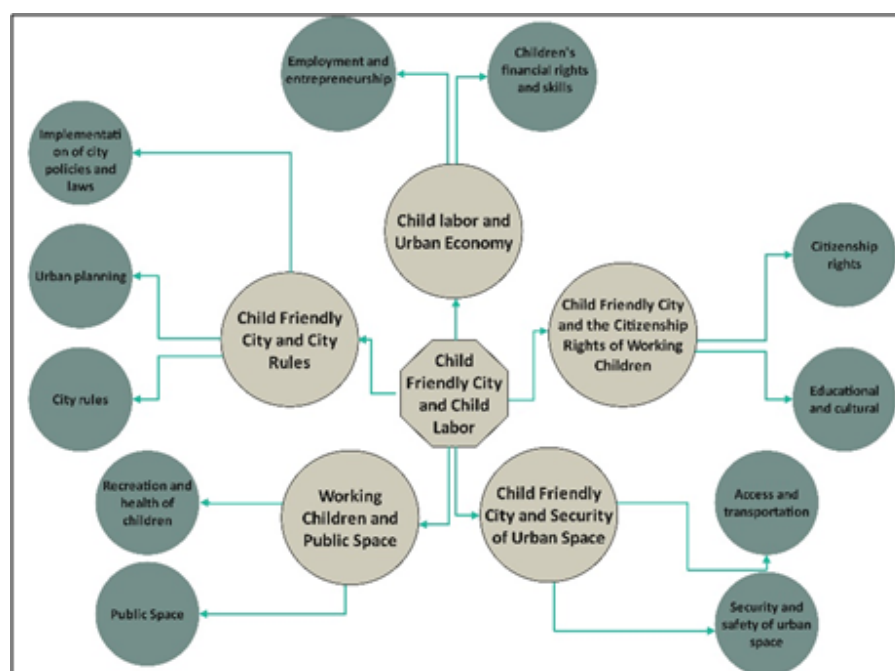 Employment and
entrepreneurship
Children's
financial rights
and skills
Implementati
on of city
policies and
laws
Child labor and
Urban Economy
Citizenship
rights
Urban planning
Child Friendly
City and City
Rules
Child Friendly City
and the Citizenship
Rights of Working
Children
Child
Friendly City
and Child
Labor
City rules
Educational
and cultural
Recreation and
health of
children
Working
Children and
Public Space
Child Friendly
City and Security
of Urban Space
Access and
transportation
Public Space
Security and
safety of urban
space